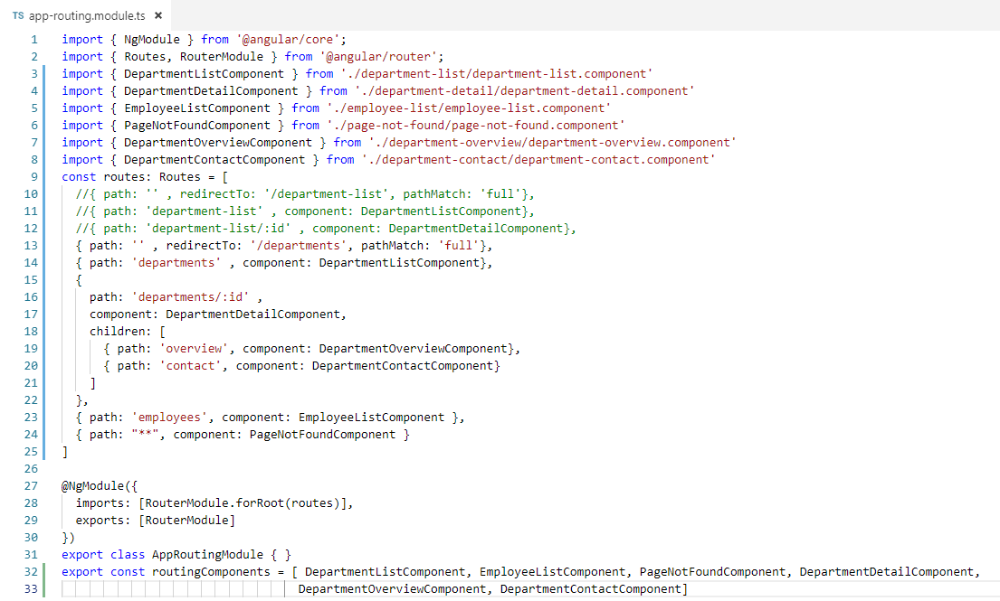 TS app-routing.module.ts ×
1 import { NgModule } from '@angular/core';
2 import { Routes, RouterModule } from '@angular/router';
3 import { DepartmentListComponent } from './department-list/department-list.component'
4 import { DepartmentDetailComponent } from './department-detail/department-detail.component'
5 import { EmployeeListComponent } from './employee-list/employee-list.component'
6 import { PageNotFoundComponent } from './page-not-found/page-not-found.component'
7 import { DepartmentOverviewComponent } from './department-overview/department-overview.component'
8 import { DepartmentContactComponent } from './department-contact/department-contact.component'
9 const routes: Routes = [
10   //{ path: '' , redirectTo: '/department-list', pathMatch: 'full'},
11   //{ path: 'department-list' , component: DepartmentListComponent},
12   //{ path: 'department-list/:id' , component: DepartmentDetailComponent},
13   { path: '' , redirectTo: '/departments', pathMatch: 'full'},
14   { path: 'departments' , component: DepartmentListComponent},
15   {
16     path: 'departments/:id' ,
17     component: DepartmentDetailComponent,
18     children: [
19       { path: 'overview', component: DepartmentOverviewComponent},
20       { path: 'contact', component: DepartmentContactComponent}
21     ]
22   },
23   { path: 'employees', component: EmployeeListComponent },
24   { path: "**", component: PageNotFoundComponent }
25 ]
26
27 @NgModule({
28   imports: [RouterModule.forRoot(routes)],
29   exports: [RouterModule]
30 })
31 export class AppRoutingModule { }
32 export const routingComponents = [ DepartmentListComponent, EmployeeListComponent, PageNotFoundComponent, DepartmentDetailComponent,
33                                   DepartmentOverviewComponent, DepartmentContactComponent]